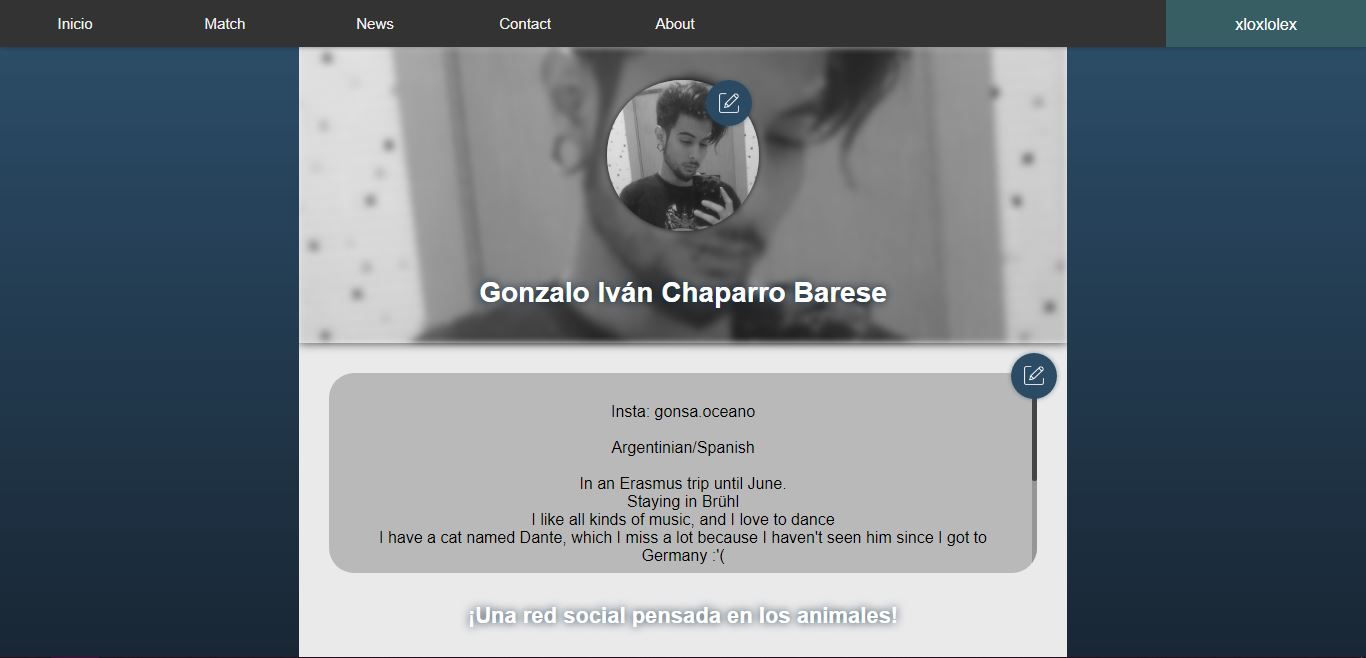 Inicio Match News Contact About xloxlolex
Gonzalo Iván Chaparro Barese
Insta: gonsa.oceano
Argentinian/Spanish
In an Erasmus trip until June.
Staying in Brühl
I like all kinds of music, and I love to dance
I have a cat named Dante, which I miss a lot because I haven't seen him since I got to
Germany :'(
¡Una red social pensada en los animales!